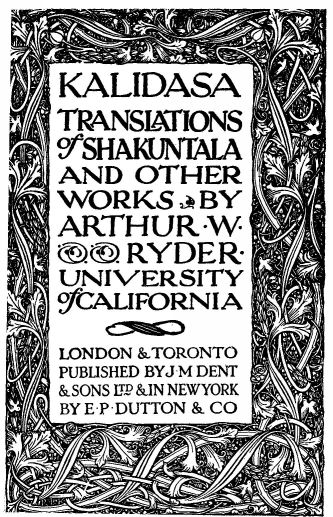 KALIDASA
TRANSLATIONS
of SHAKUNTALA
AND OTHER
WORKS BY
ARTHUR·W·
RYDER·
UNIVERSITY
of CALIFORNIA
LONDON & TORONTO
PUBLISHED BY J·M DENT
& SONS LTD & IN NEW YORK
BY E·P·DUTTON & CO